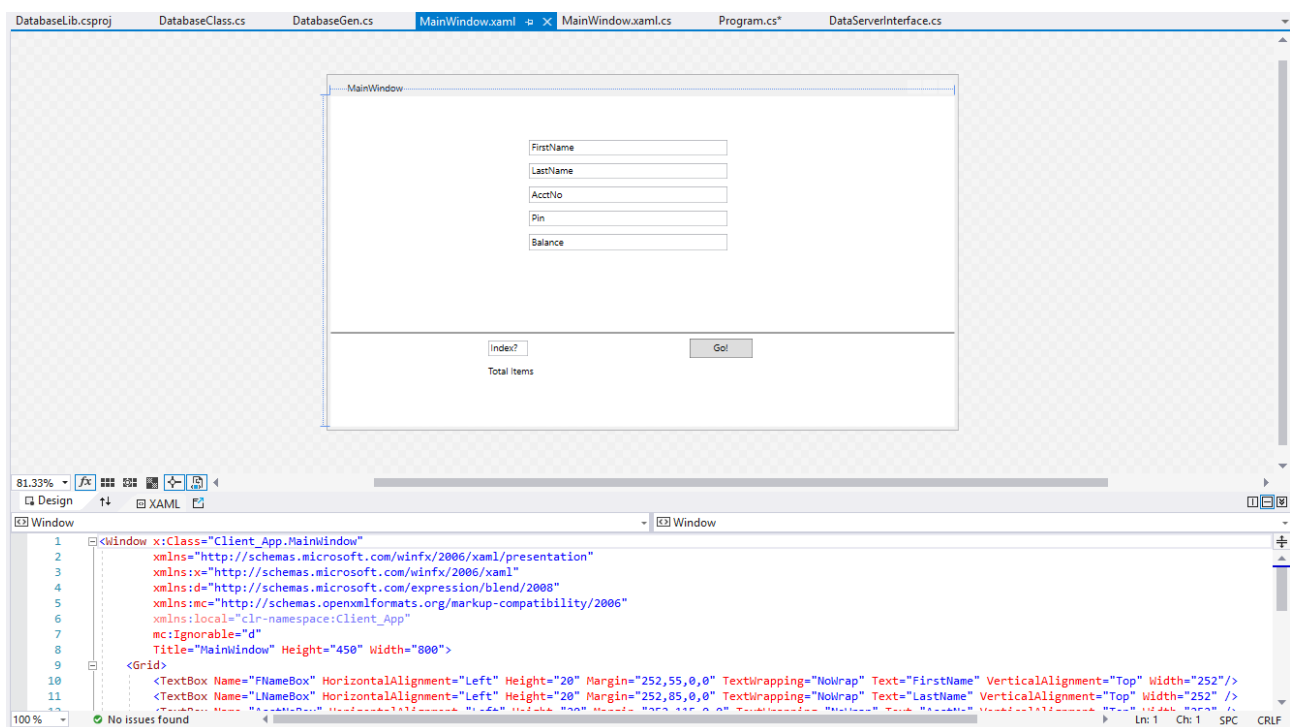 DatabaseLib.csproj DatabaseClass.cs DatabaseGen.cs MainWindow.xaml MainWindow.xaml.cs Program.cs* DataServerInterface.cs
MainWindow
FirstName
LastName
AcctNo
Pin
Balance
Index? Go!
Total Items
81.33% fx
Design XAML
Window Window
1 <Window x:Class="Client_App.MainWindow"
2 xmlns="http://schemas.microsoft.com/winfx/2006/xaml/presentation"
3 xmlns:x="http://schemas.microsoft.com/winfx/2006/xaml"
4 xmlns:d="http://schemas.microsoft.com/expression/blend/2008"
5 xmlns:mc="http://schemas.openxmlformats.org/markup-compatibility/2006"
6 xmlns:local="clr-namespace:Client_App"
7 mc:Ignorable="d"
8 Title="MainWindow" Height="450" Width="800">
9 <Grid>
10 <TextBox Name="FNameBox" HorizontalAlignment="Left" Height="20" Margin="252,55,0,0" TextWrapping="NoWrap" Text="FirstName" VerticalAlignment="Top" Width="252"/>
11 <TextBox Name="LNameBox" HorizontalAlignment="Left" Height="20" Margin="252,85,0,0" TextWrapping="NoWrap" Text="LastName" VerticalAlignment="Top" Width="252" />
100 % No issues found Ln: 1 Ch: 1 SPC CRLF